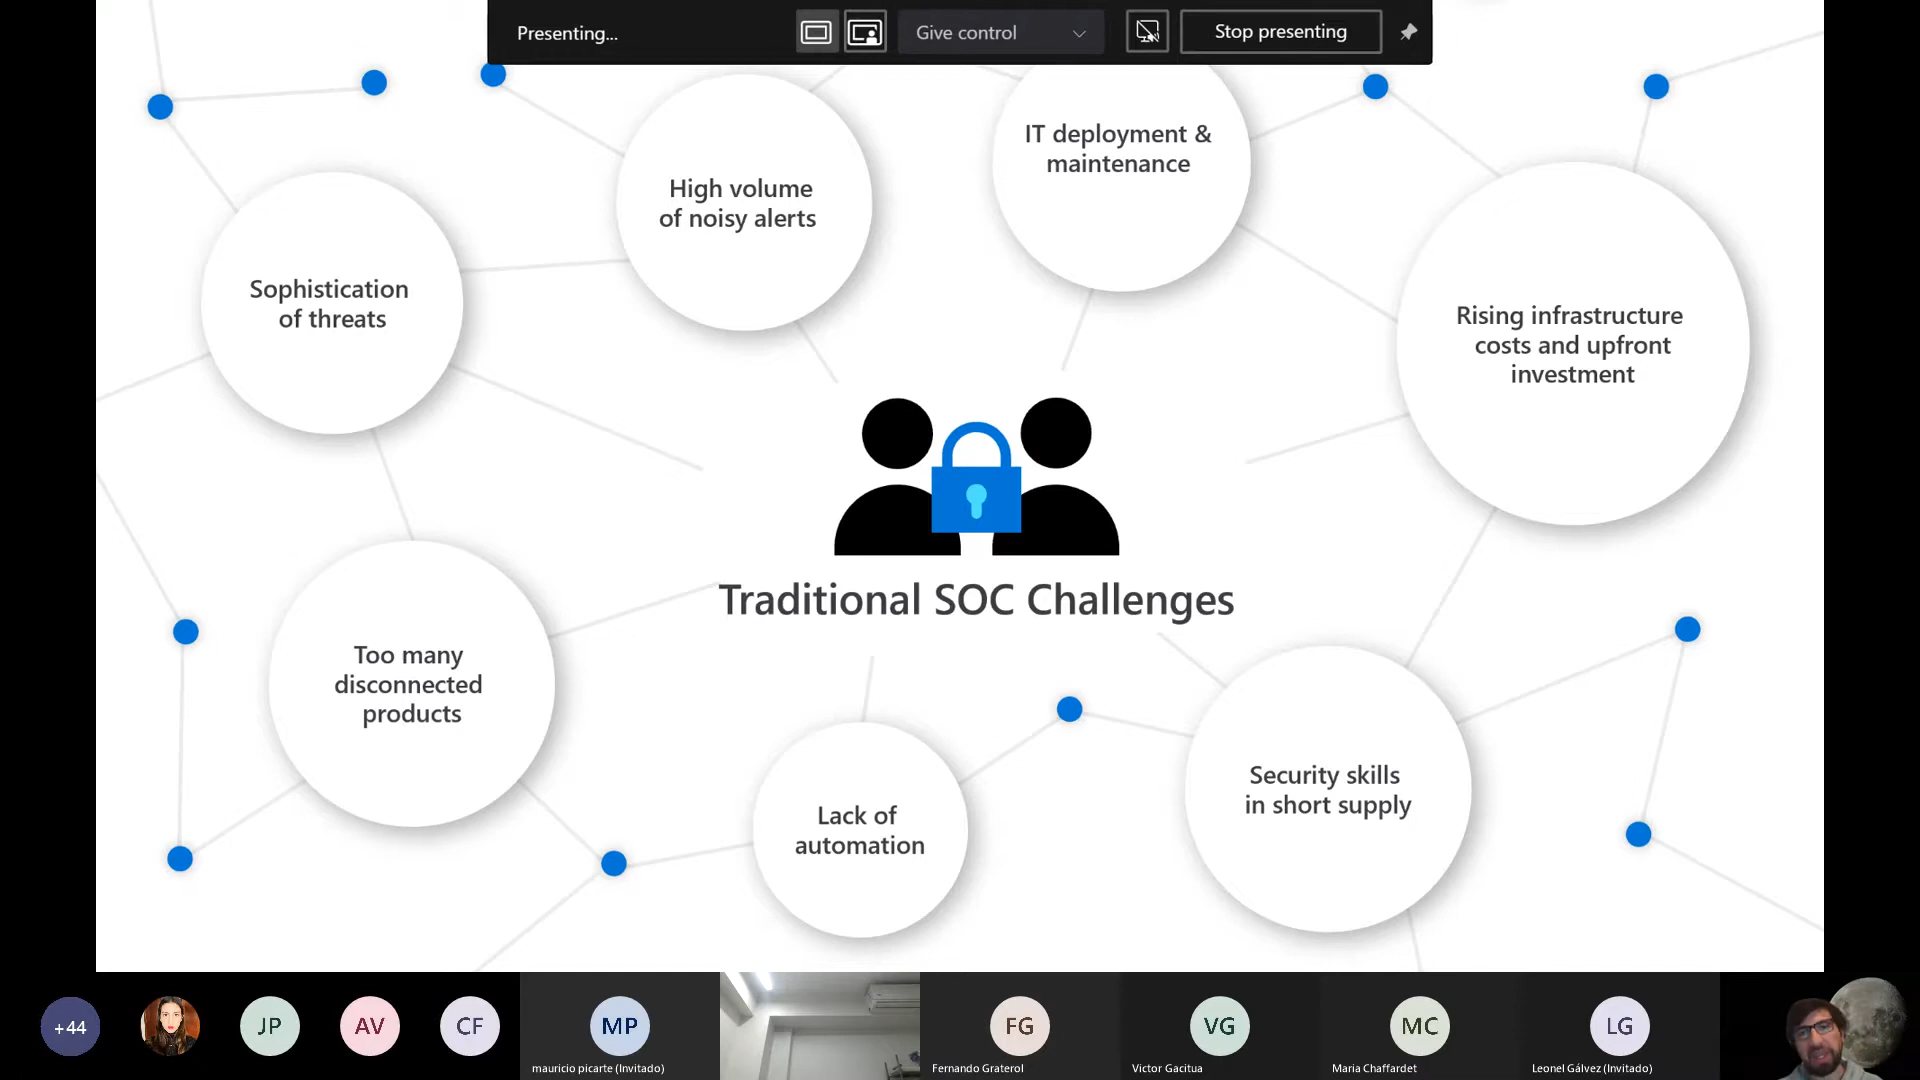 Presenting...
Give control
Stop presenting
IT deployment &
maintenance
High volume
of noisy alerts
Sophistication
of threats
Rising infrastructure
costs and upfront
investment
Traditional SOC Challenges
Too many
disconnected
products
Lack of
automation
Security skills
in short supply
+44
JP
AV
CF
MP
mauricio picarte (Invitado)
FG
Fernando Graterol
VG
Victor Gacitua
MC
Maria Chaffardet
LG
Leonel Gálvez (Invitado)